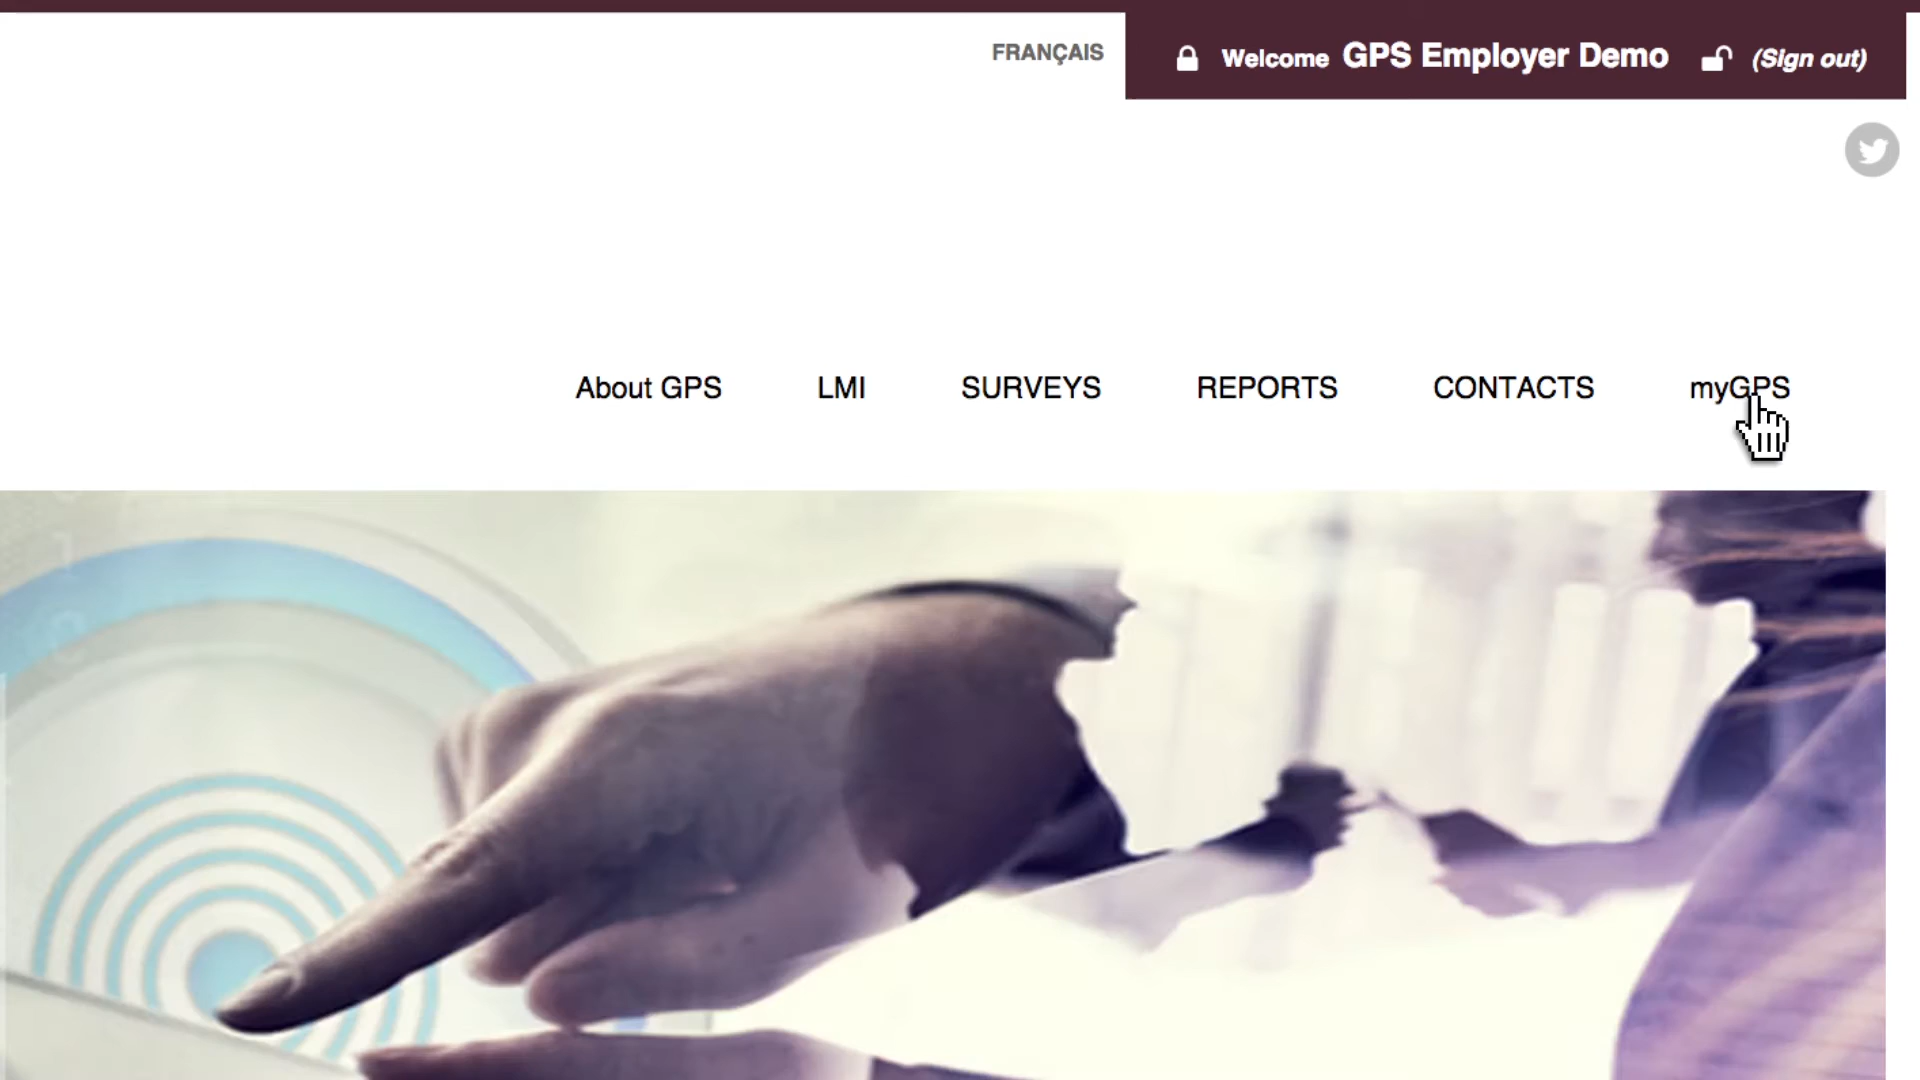 FRANÇAIS
Welcome GPS Employer Demo (Sign out)
About GPS LMI SURVEYS REPORTS CONTACTS myGPS